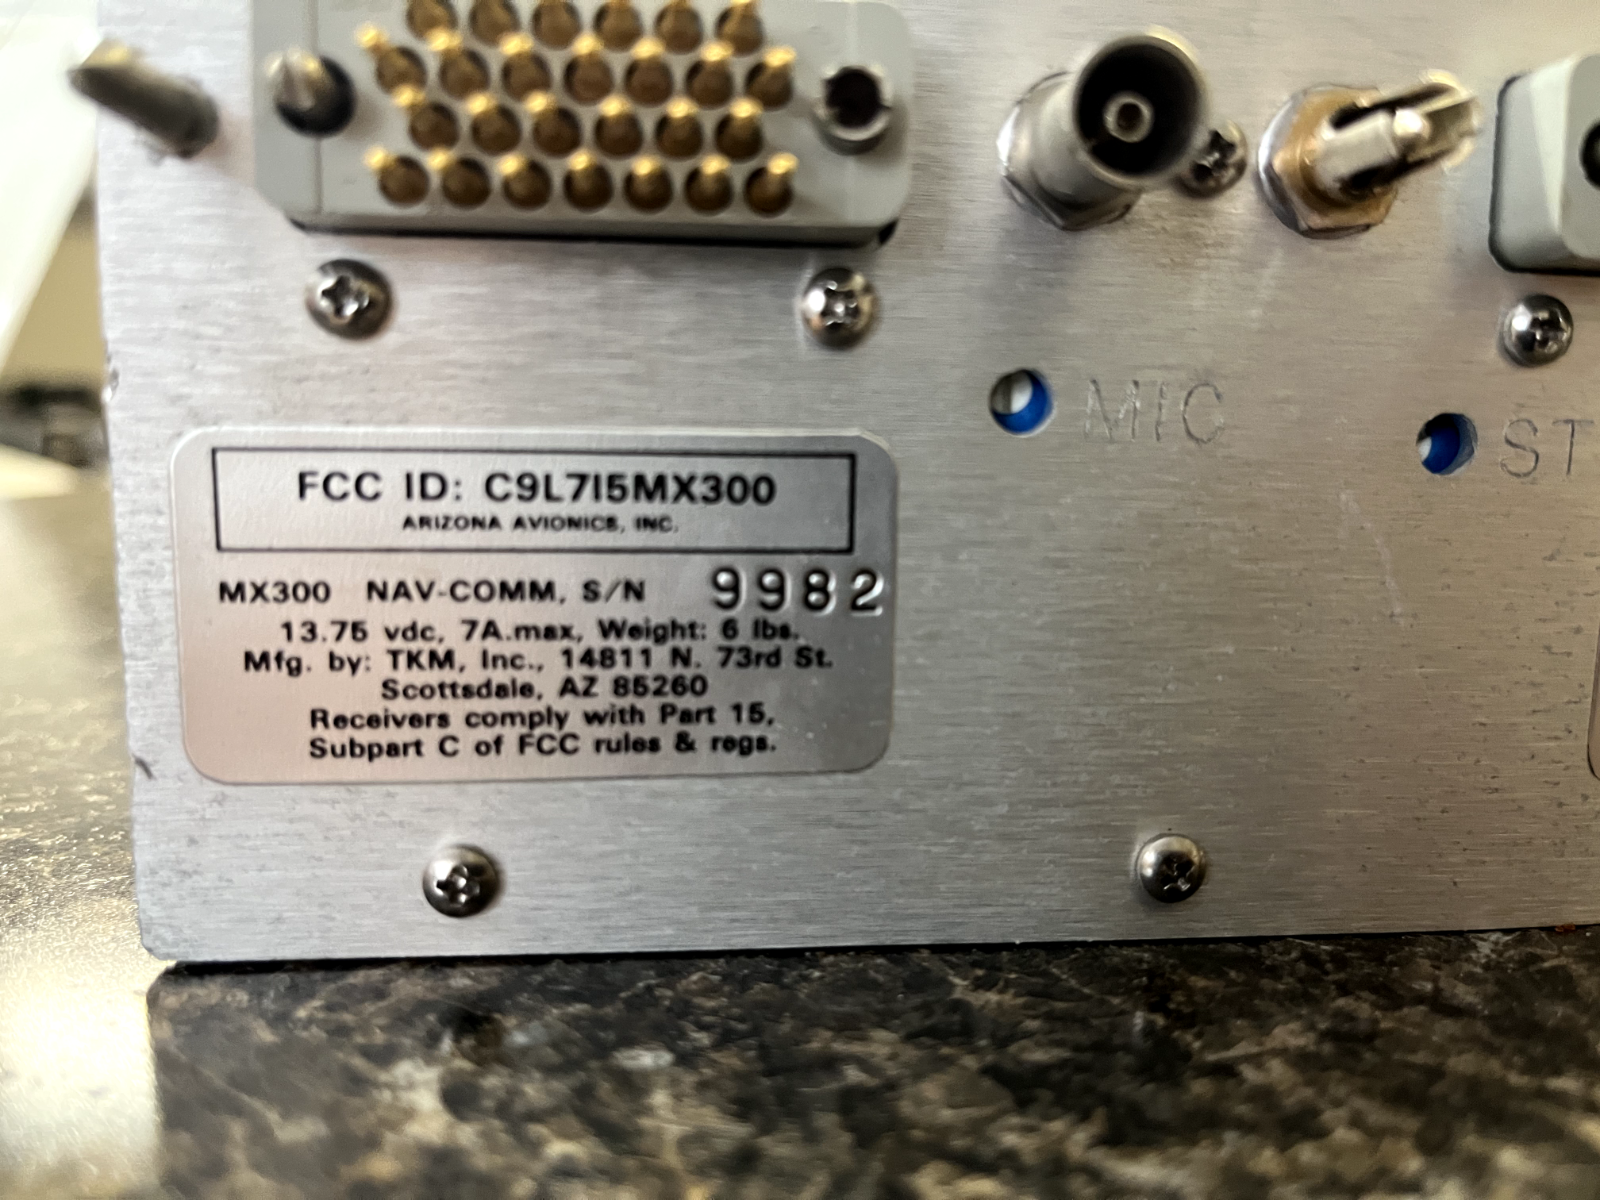 MIC
ST
FCC ID: C9L7I5MX300
ARIZONA AVIONICS, INC.
MX300 NAV-COMM, S/N 9982
13.75 vdc, 7A.max, Weight: 6 lbs.
Mfg. by: TKM, Inc., 14811 N. 73rd St.
Scottsdale, AZ 85260
Receivers comply with Part 15,
Subpart C of FCC rules & regs.